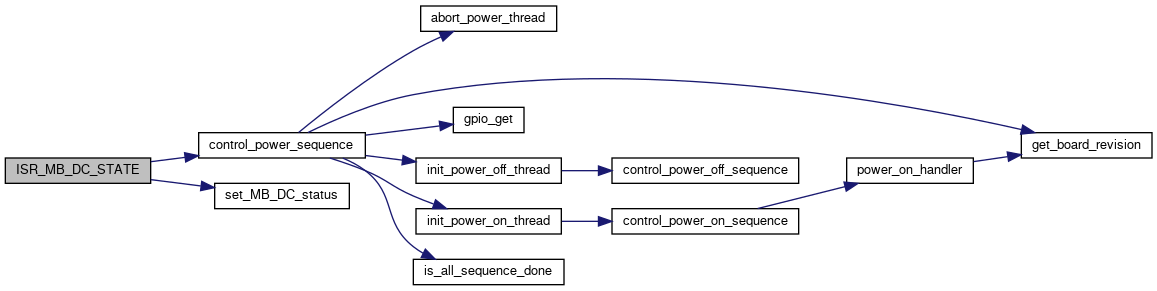 abort_power_thread
gpio_get
control_power_sequence
get_board_revision
ISR_MB_DC_STATE
init_power_off_thread
control_power_off_sequence
power_on_handler
set_MB_DC_status
init_power_on_thread
control_power_on_sequence
is_all_sequence_done